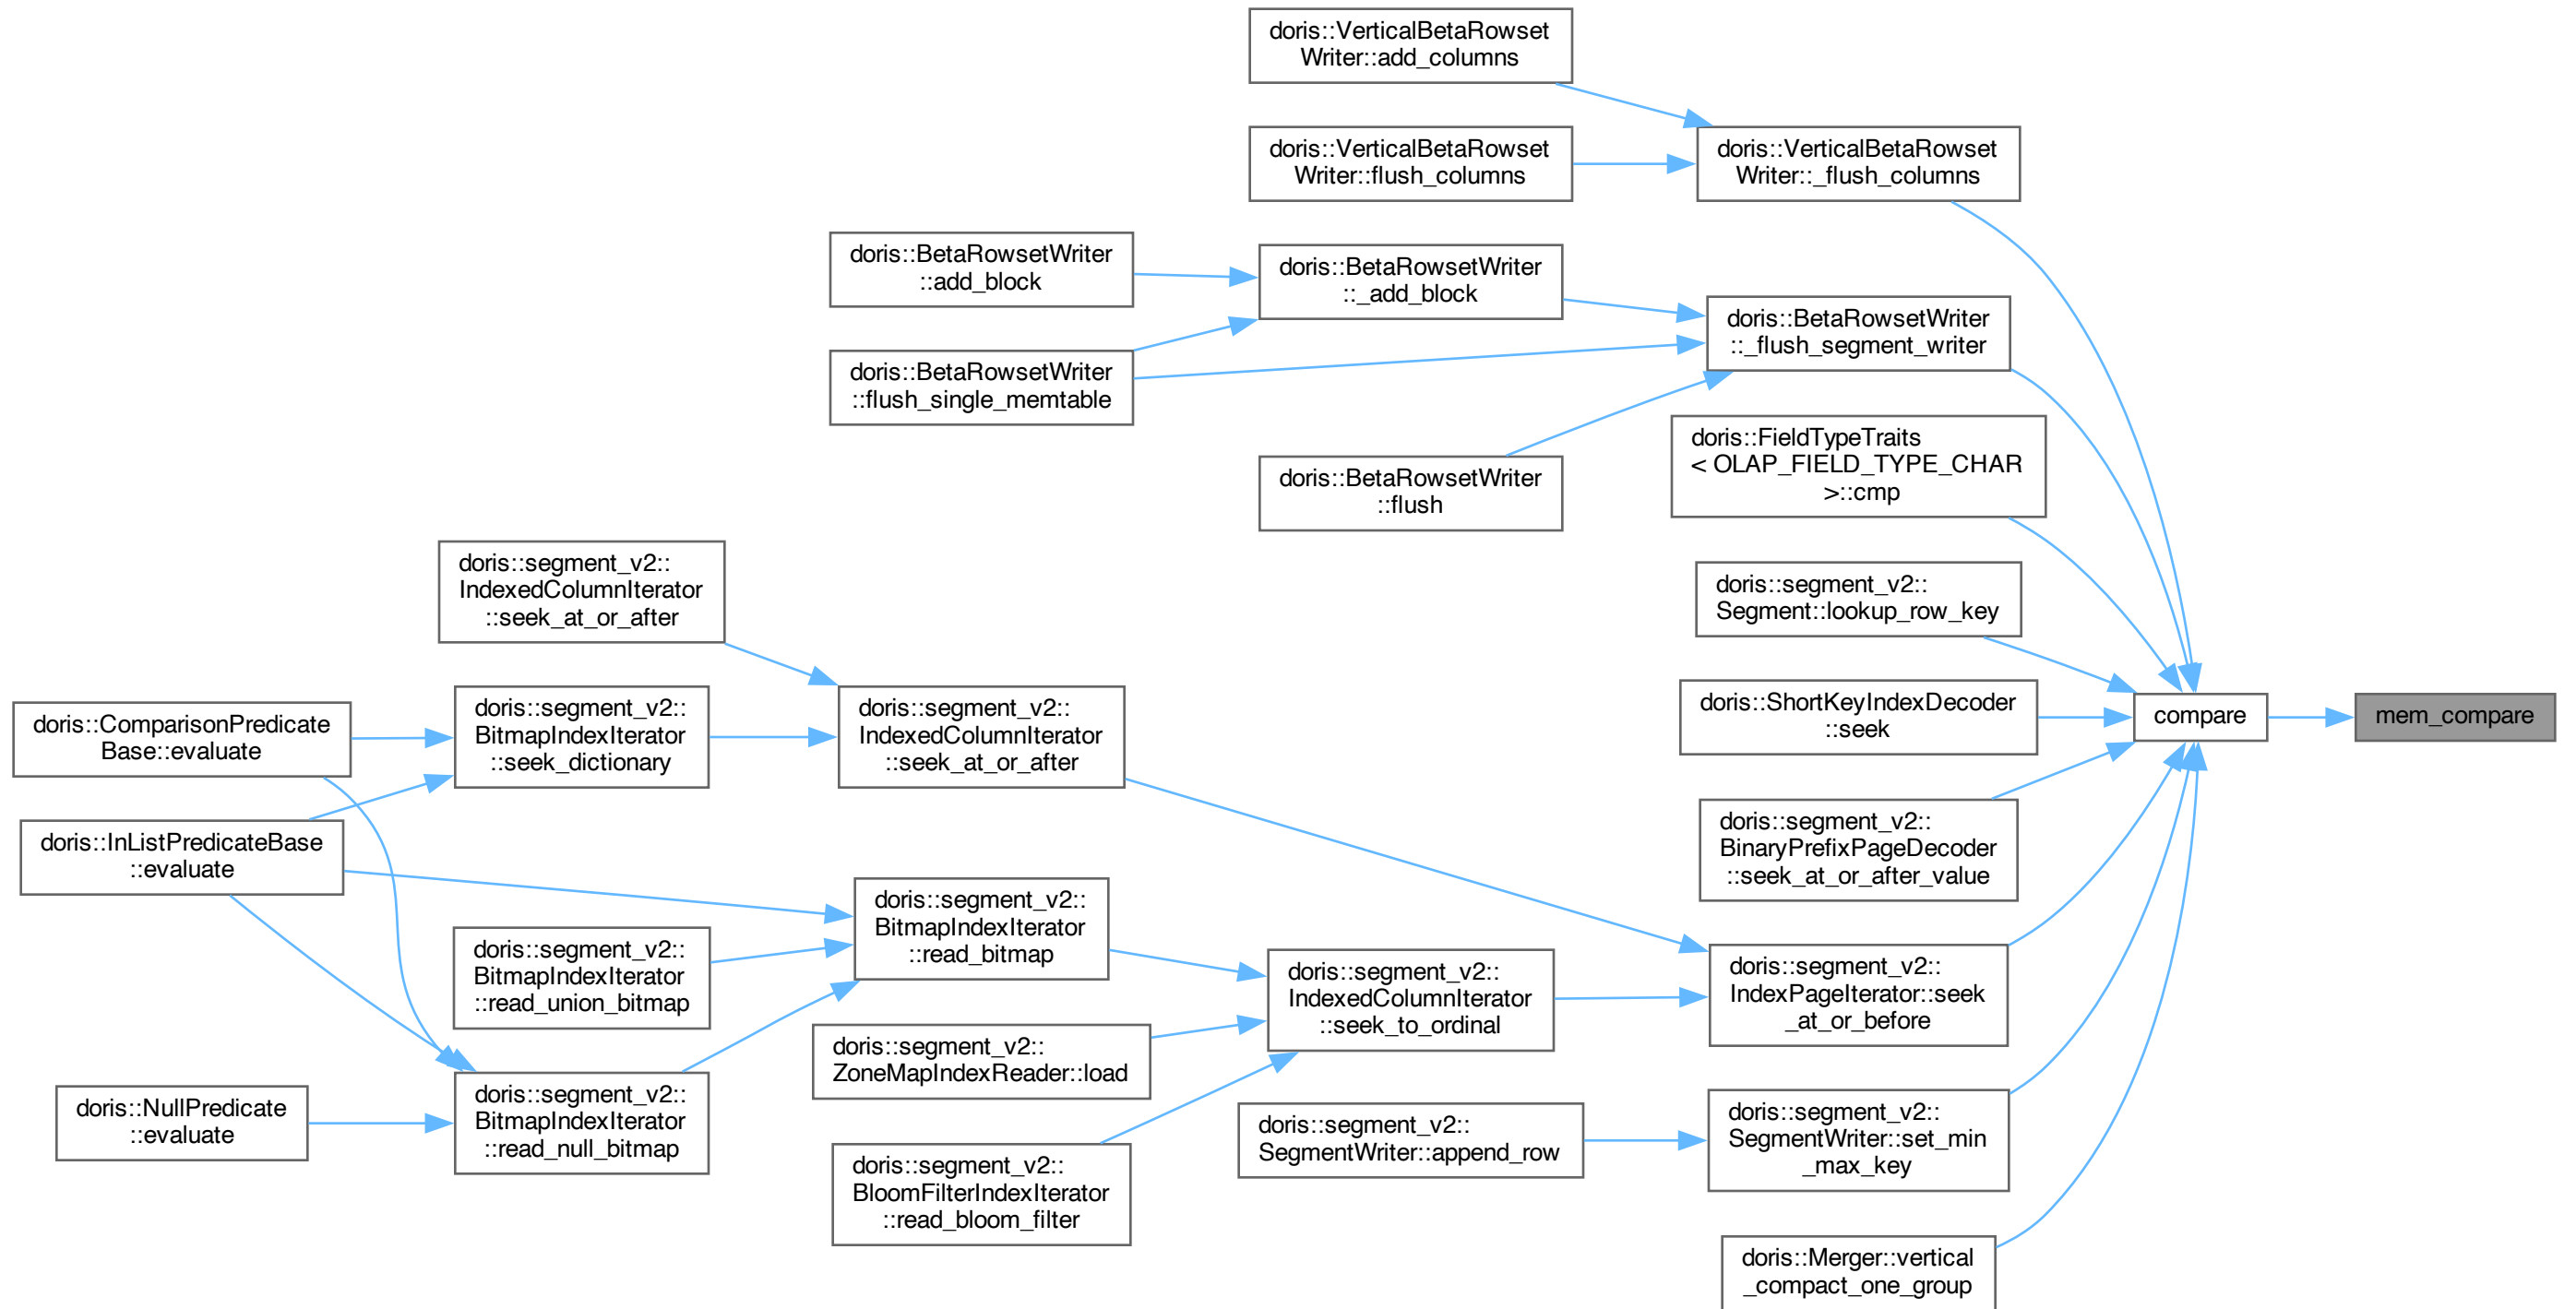 doris::VerticalBetaRowset
Writer::add_columns
doris::VerticalBetaRowset
Writer::flush_columns
doris::VerticalBetaRowset
Writer::_flush_columns
doris::BetaRowsetWriter
::add_block
doris::BetaRowsetWriter
::_add_block
doris::BetaRowsetWriter
::_flush_segment_writer
doris::BetaRowsetWriter
::flush_single_memtable
doris::BetaRowsetWriter
::flush
doris::FieldTypeTraits
< OLAP_FIELD_TYPE_CHAR
>::cmp
doris::segment_v2::
IndexedColumnIterator
::seek_at_or_after
doris::segment_v2::
Segment::lookup_row_key
doris::ComparisonPredicate
Base::evaluate
doris::segment_v2::
BitmapIndexIterator
::seek_dictionary
doris::segment_v2::
IndexedColumnIterator
::seek_at_or_after
doris::ShortKeyIndexDecoder
::seek
compare
mem_compare
doris::InListPredicateBase
::evaluate
doris::segment_v2::
BinaryPrefixPageDecoder
::seek_at_or_after_value
doris::segment_v2::
BitmapIndexIterator
::read_bitmap
doris::segment_v2::
BitmapIndexIterator
::read_union_bitmap
doris::segment_v2::
IndexedColumnIterator
::seek_to_ordinal
doris::segment_v2::
IndexPageIterator::seek
_at_or_before
doris::segment_v2::
ZoneMapIndexReader::load
doris::NullPredicate
::evaluate
doris::segment_v2::
BitmapIndexIterator
::read_null_bitmap
doris::segment_v2::
BloomFilterIndexIterator
::read_bloom_filter
doris::segment_v2::
SegmentWriter::append_row
doris::segment_v2::
SegmentWriter::set_min
_max_key
doris::Merger::vertical
_compact_one_group